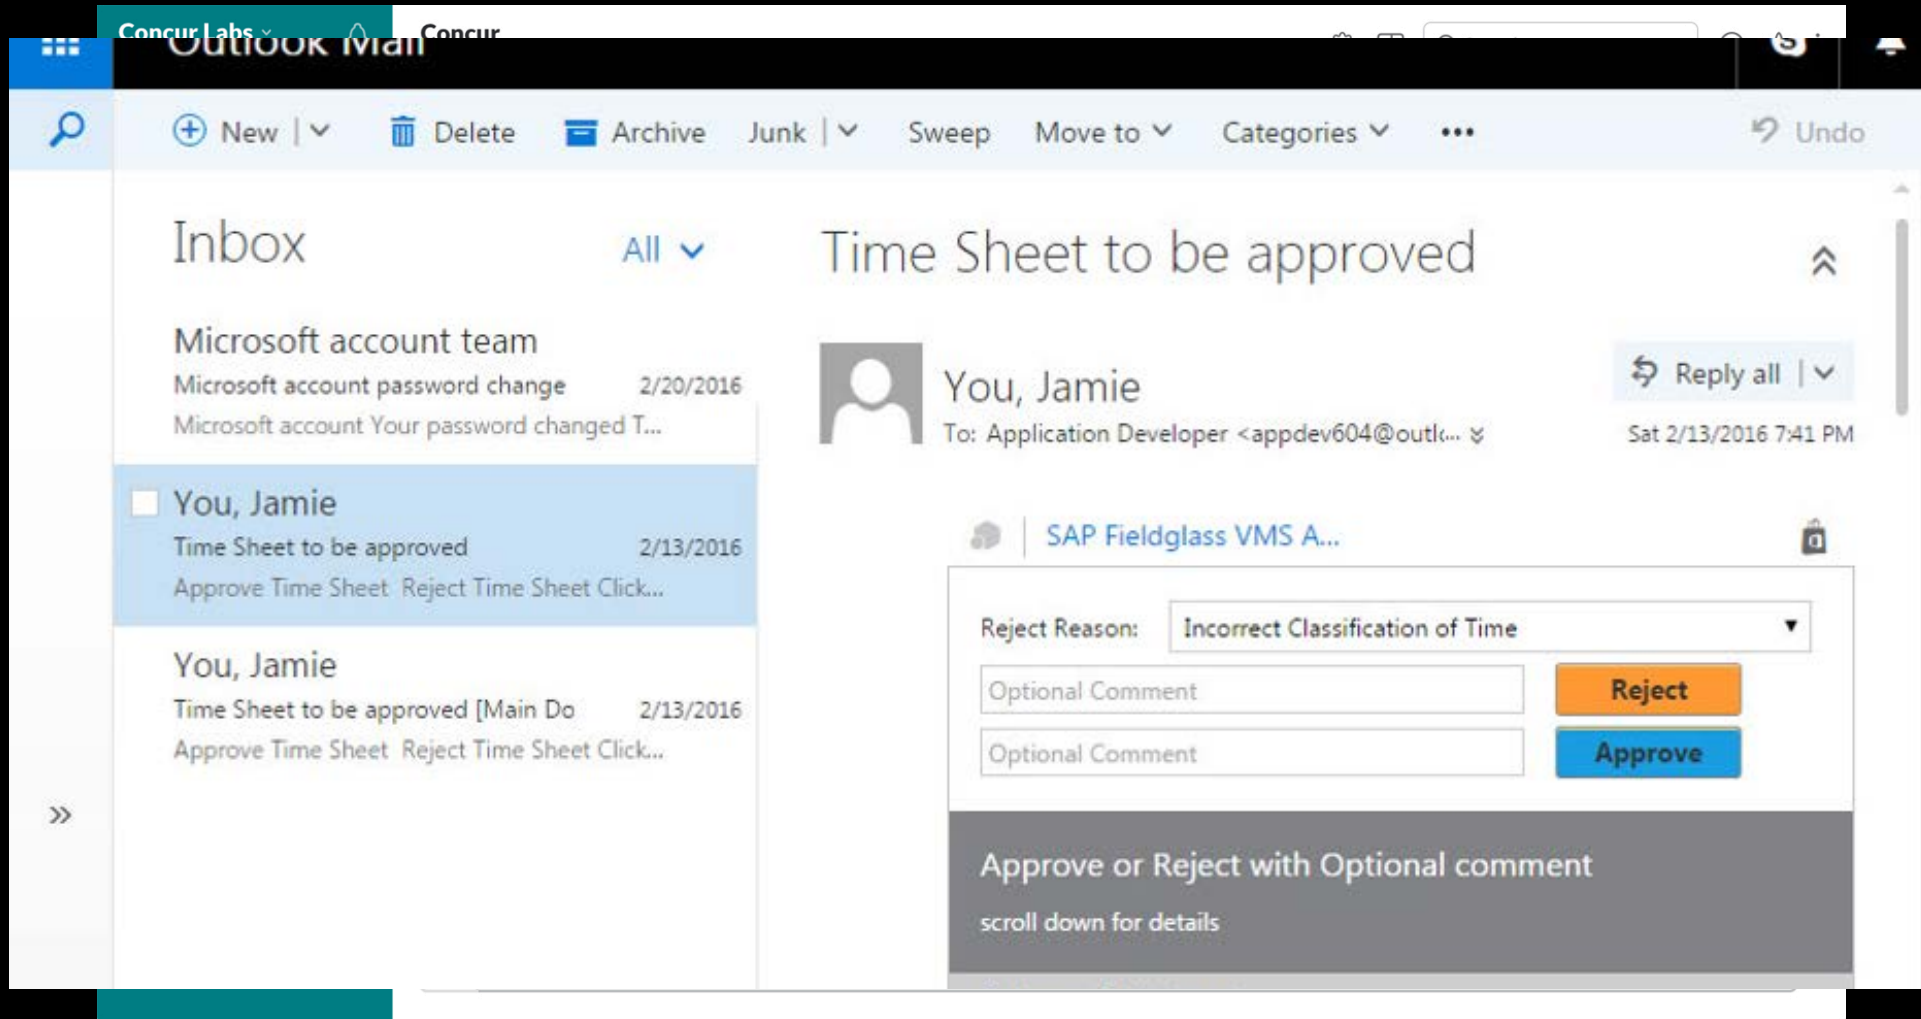 Concur Labs
Concur
Outlook Mail
New
Delete
Archive
Junk
Sweep
Move to
Categories
Undo
Inbox
All
Microsoft account team
Microsoft account password change 2/20/2016
Microsoft account Your password changed T...
You, Jamie
Time Sheet to be approved 2/13/2016
Approve Time Sheet Reject Time Sheet Click...
You, Jamie
Time Sheet to be approved [Main Do 2/13/2016
Approve Time Sheet Reject Time Sheet Click...
Time Sheet to be approved
You, Jamie
Reply all
To: Application Developer <appdev604@outl...
Sat 2/13/2016 7:41 PM
SAP Fieldglass VMS A...
Reject Reason: Incorrect Classification of Time
Optional Comment Reject
Optional Comment Approve
Approve or Reject with Optional comment
scroll down for details